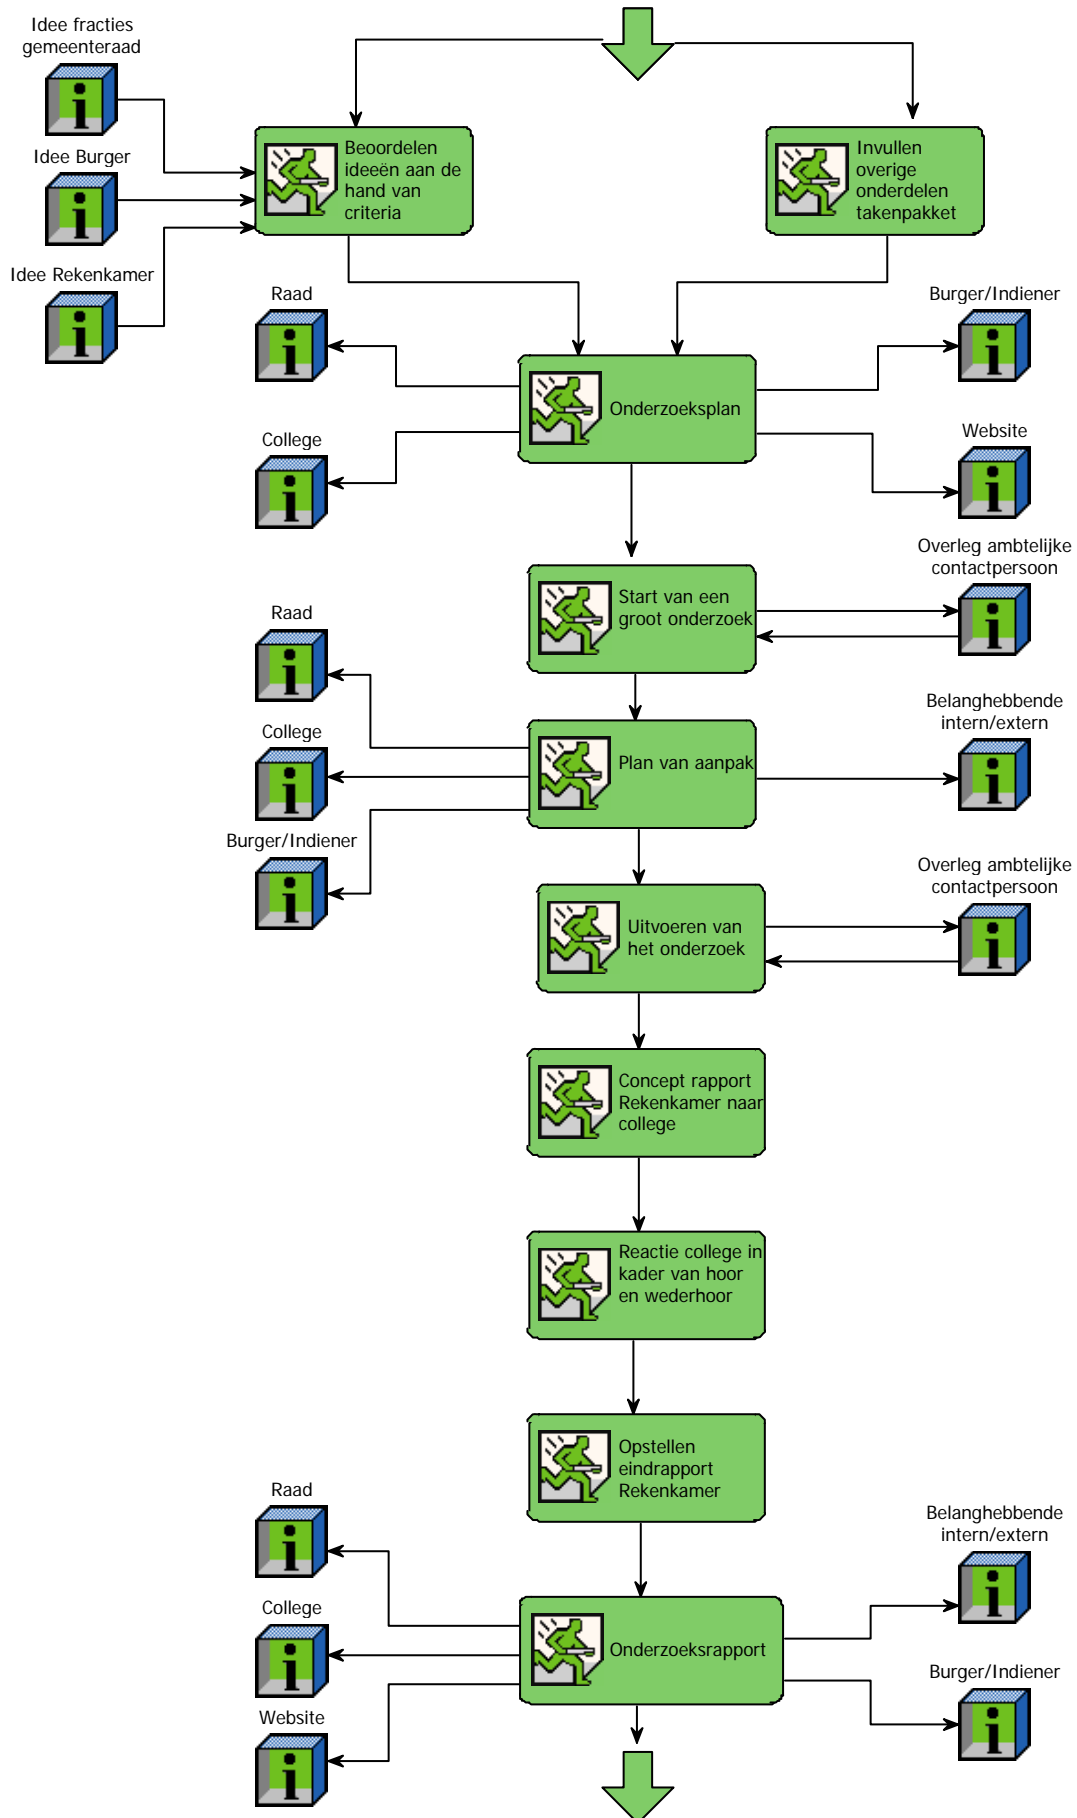 Idee fracties
gemeenteraad
Idee Burger
Idee Rekenkamer
Beoordelen
ideeën aan de
hand van
criteria
Invullen
overige
onderdelen
takenpakket
Raad
Burger/Indiener
Onderzoeksplan
College
Website
Overleg ambtelijke
contactpersoon
Start van een
groot onderzoek
Raad
Belanghebbende
intern/extern
College
Plan van aanpak
Burger/Indiener
Overleg ambtelijke
contactpersoon
Uitvoeren van
het onderzoek
Concept rapport
Rekenkamer naar
college
Reactie college in
kader van hoor
en wederhoor
Opstellen
eindrapport
Rekenkamer
Raad
Belanghebbende
intern/extern
College
Onderzoeksrapport
Burger/Indiener
Website